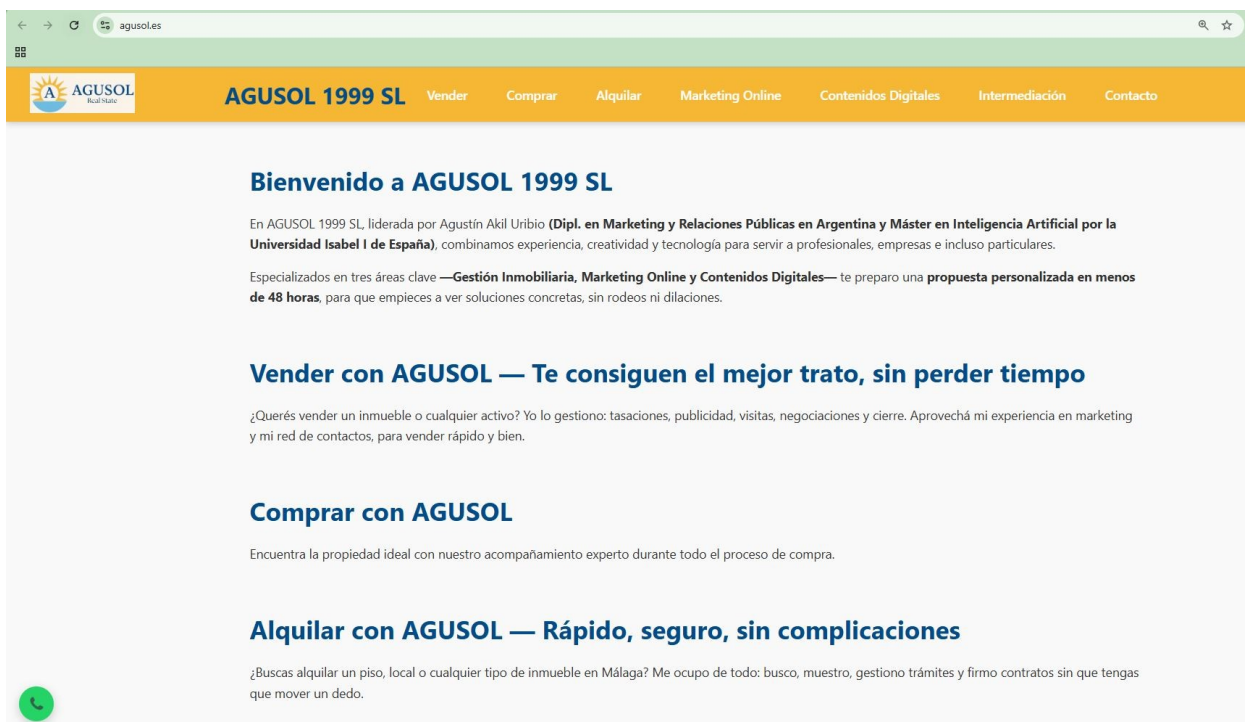 agusol.es
A
AGUSOL
Real State
AGUSOL 1999 SL
Vender
Comprar
Alquilar
Marketing Online
Contenidos Digitales
Intermediación
Contacto
Bienvenido a AGUSOL 1999 SL
En AGUSOL 1999 SL, liderada por Agustín Akil Uribio (Dipl. en Marketing y Relaciones Públicas en Argentina y Máster en Inteligencia Artificial por la
Universidad Isabel I de España), combinamos experiencia, creatividad y tecnología para servir a profesionales, empresas e incluso particulares.
Especializados en tres áreas clave —Gestión Inmobiliaria, Marketing Online y Contenidos Digitales— te preparo una propuesta personalizada en menos
de 48 horas, para que empieces a ver soluciones concretas, sin rodeos ni dilaciones.
Vender con AGUSOL — Te consiguen el mejor trato, sin perder tiempo
¿Querés vender un inmueble o cualquier activo? Yo lo gestiono: tasaciones, publicidad, visitas, negociaciones y cierre. Aprovechá mi experiencia en marketing
y mi red de contactos, para vender rápido y bien.
Comprar con AGUSOL
Encuentra la propiedad ideal con nuestro acompañamiento experto durante todo el proceso de compra.
Alquilar con AGUSOL — Rápido, seguro, sin complicaciones
¿Buscas alquilar un piso, local o cualquier tipo de inmueble en Málaga? Me ocupo de todo: busco, muestro, gestiono trámites y firmo contratos sin que tengas
que mover un dedo.